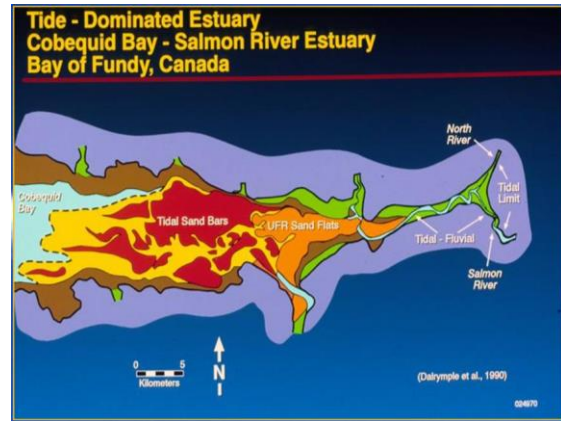 Tide - Dominated Estuary
Cobequid Bay - Salmon River Estuary
Bay of Fundy, Canada
North
River
Cobequid
Bay
Tidal
Limit
Tidal Sand Bars
UFR Sand Flats
Tidal - Fluvial
Salmon
River
0 5
Kilometers
N
(Dalrymple et al., 1990)
024970